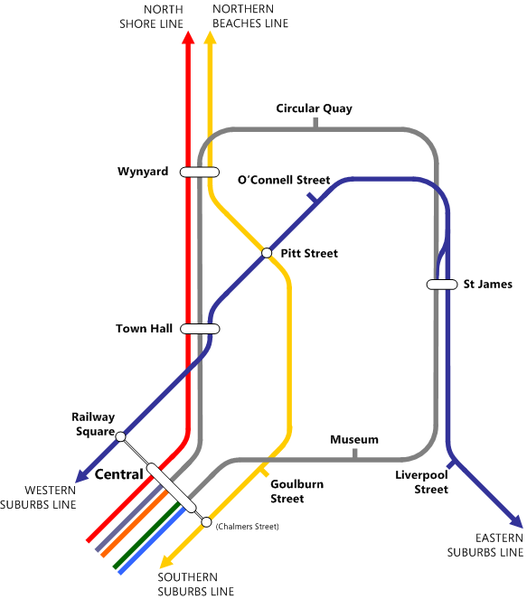 NORTH
SHORE LINE
NORTHERN
BEACHES LINE
Circular Quay
Wynyard
O'Connell Street
Pitt Street
St James
Town Hall
Railway
Square
Museum
Central
Liverpool
Street
Goulburn
Street
WESTERN
SUBURBS LINE
(Chalmers Street)
EASTERN
SUBURBS LINE
SOUTHERN
SUBURBS LINE